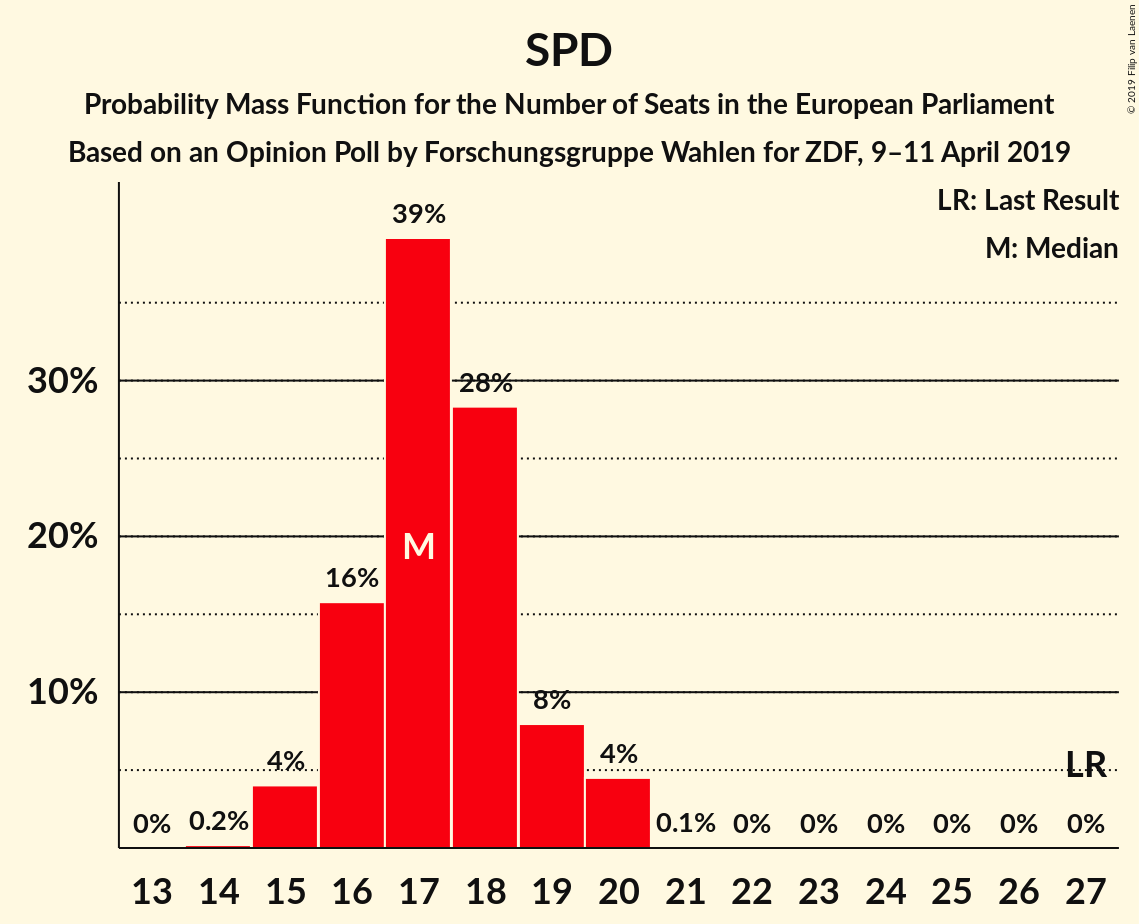 SPD
Probability Mass Function for the Number of Seats in the European Parliament
Based on an Opinion Poll by Forschungsgruppe Wahlen for ZDF, 9–11 April 2019
© 2019 Filip van Laenen
LR: Last Result
M: Median
39%
30%
28%
20%
M
16%
10%
8%
4%
4%
LR
0%
0.2%
0.1%
0%
0%
0%
0%
0%
0%
13 14 15 16 17 18 19 20 21 22 23 24 25 26 27